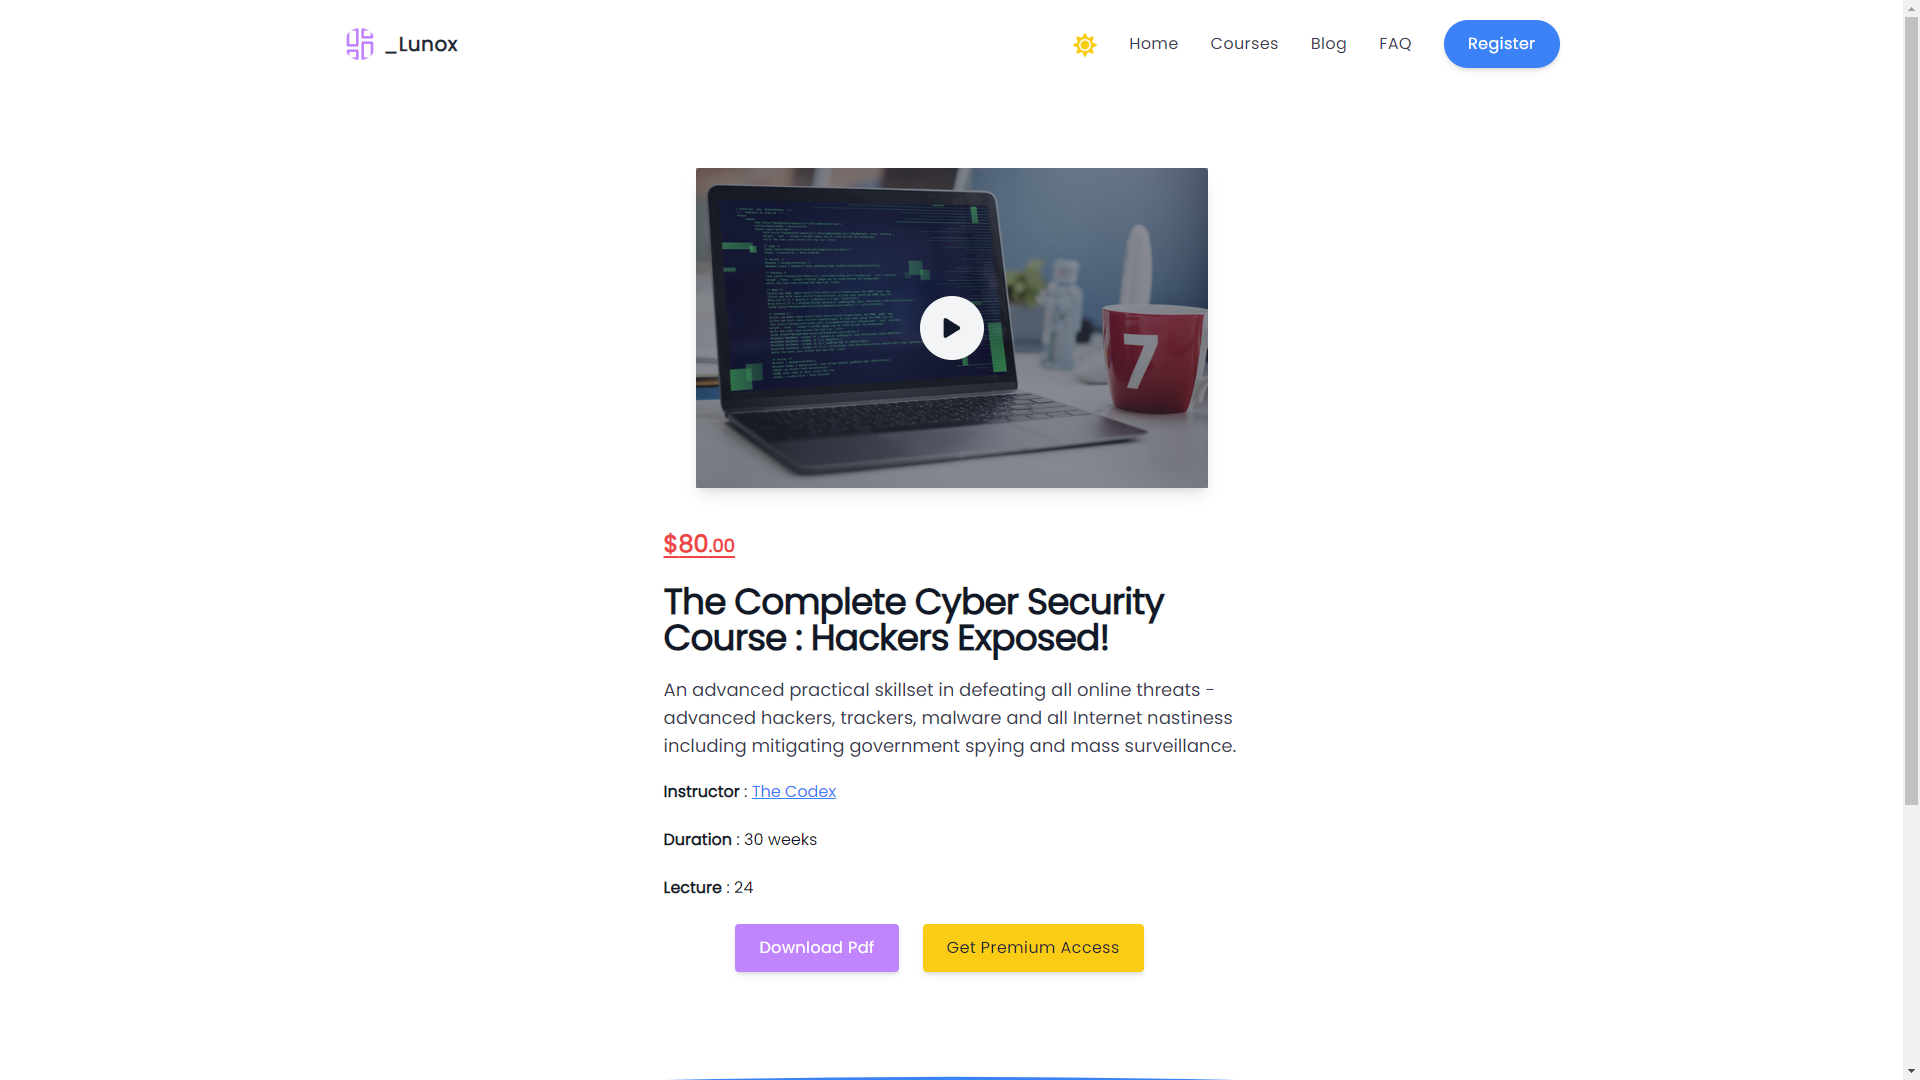 _Lunox
Home
Courses
Blog
FAQ
Register
7
$80.00
The Complete Cyber Security
Course : Hackers Exposed!
An advanced practical skillset in defeating all online threats -
advanced hackers, trackers, malware and all Internet nastiness
including mitigating government spying and mass surveillance.
Instructor : The Codex
Duration : 30 weeks
Lecture : 24
Download Pdf
Get Premium Access